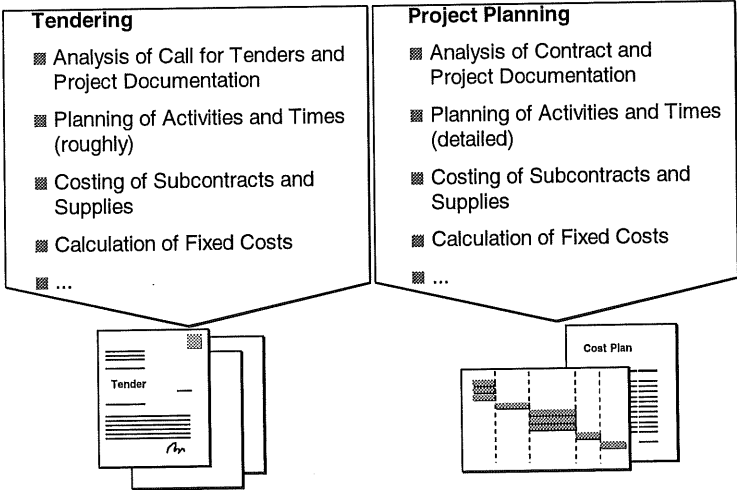 Tendering
Analysis of Call for Tenders and
Project Documentation
Planning of Activities and Times
(roughly)
Costing of Subcontracts and
Supplies
Calculation of Fixed Costs
...
Tender
Project Planning
Analysis of Contract and
Project Documentation
Planning of Activities and Times
(detailed)
Costing of Subcontracts and
Supplies
Calculation of Fixed Costs
...
Cost Plan